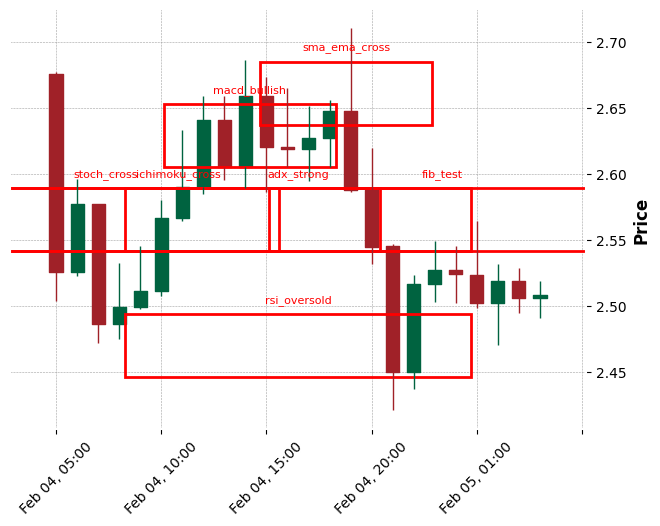 sma_ema_cross
2.70
macd_bullish
2.65
stoch_cross
ichimoku_cross
adx_strong
fib_test
2.60
Price
2.55
rsi_oversold
2.50
2.45
Feb 04, 05:00
Feb 04, 10:00
Feb 04, 15:00
Feb 04, 20:00
Feb 05, 01:00